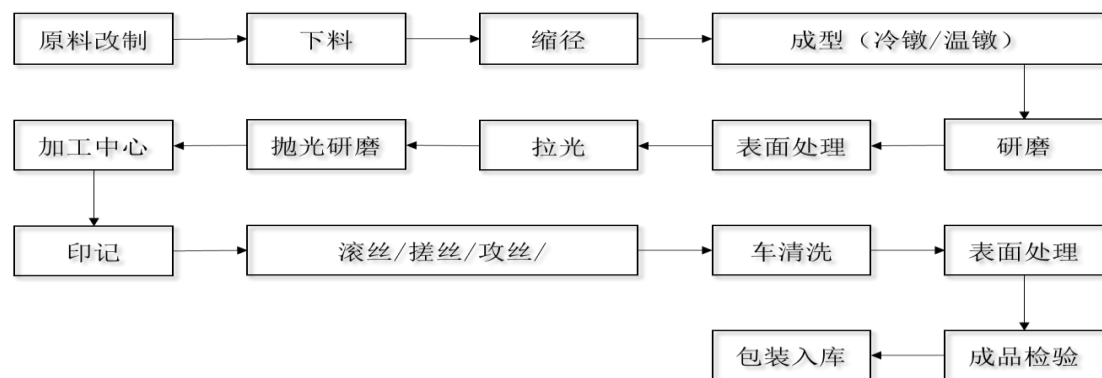 原料改制
下料
缩径
成型（冷镦/温镦）
研磨
表面处理
拉光
抛光研磨
加工中心
印记
滚丝/搓丝/攻丝/
车清洗
表面处理
成品检验
包装入库